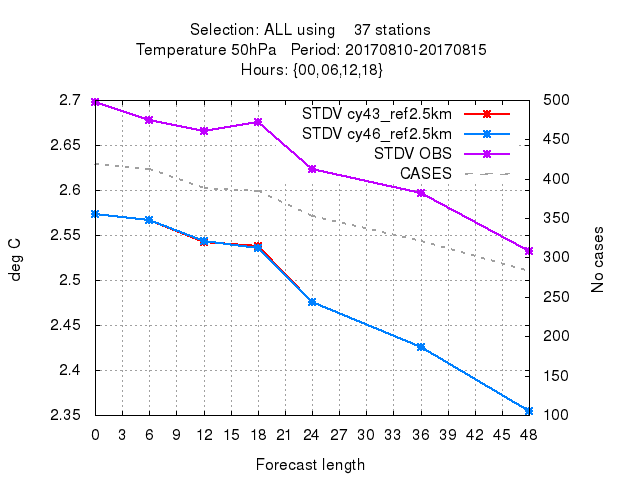 Selection: ALL using    37 stations
Temperature 50hPa   Period: 20170810-20170815
Hours: {00,06,12,18}
STDV cy43_ref2.5km
STDV cy46_ref2.5km
STDV OBS
CASES
2.7
2.65
2.6
2.55
2.5
2.45
2.4
2.35
500
450
400
350
300
250
200
150
100
deg C
No cases
0 3 6 9 12 15 18 21 24 27 30 33 36 39 42 45 48
Forecast length